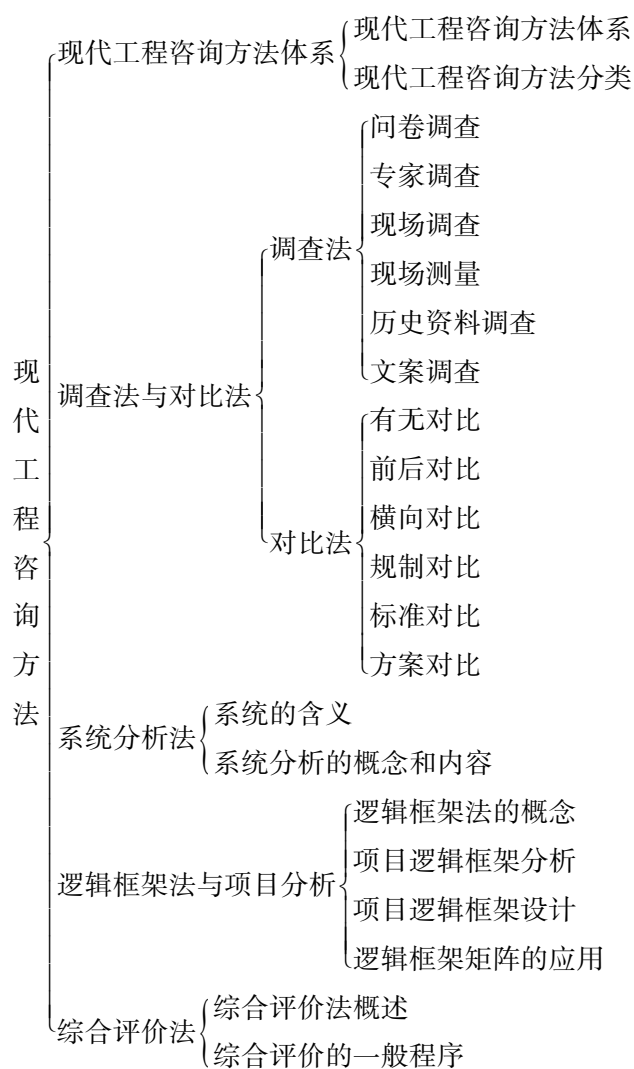 现代工程咨询方法
现代工程咨询方法体系
现代工程咨询方法体系
现代工程咨询方法分类
调查法与对比法
调查法
问卷调查
专家调查
现场调查
现场测量
历史资料调查
文案调查
对比法
有无对比
前后对比
横向对比
规制对比
标准对比
方案对比
系统分析法
系统的含义
系统分析的概念和内容
逻辑框架法与项目分析
逻辑框架法的概念
项目逻辑框架分析
项目逻辑框架设计
逻辑框架矩阵的应用
综合评价法
综合评价法概述
综合评价的一般程序